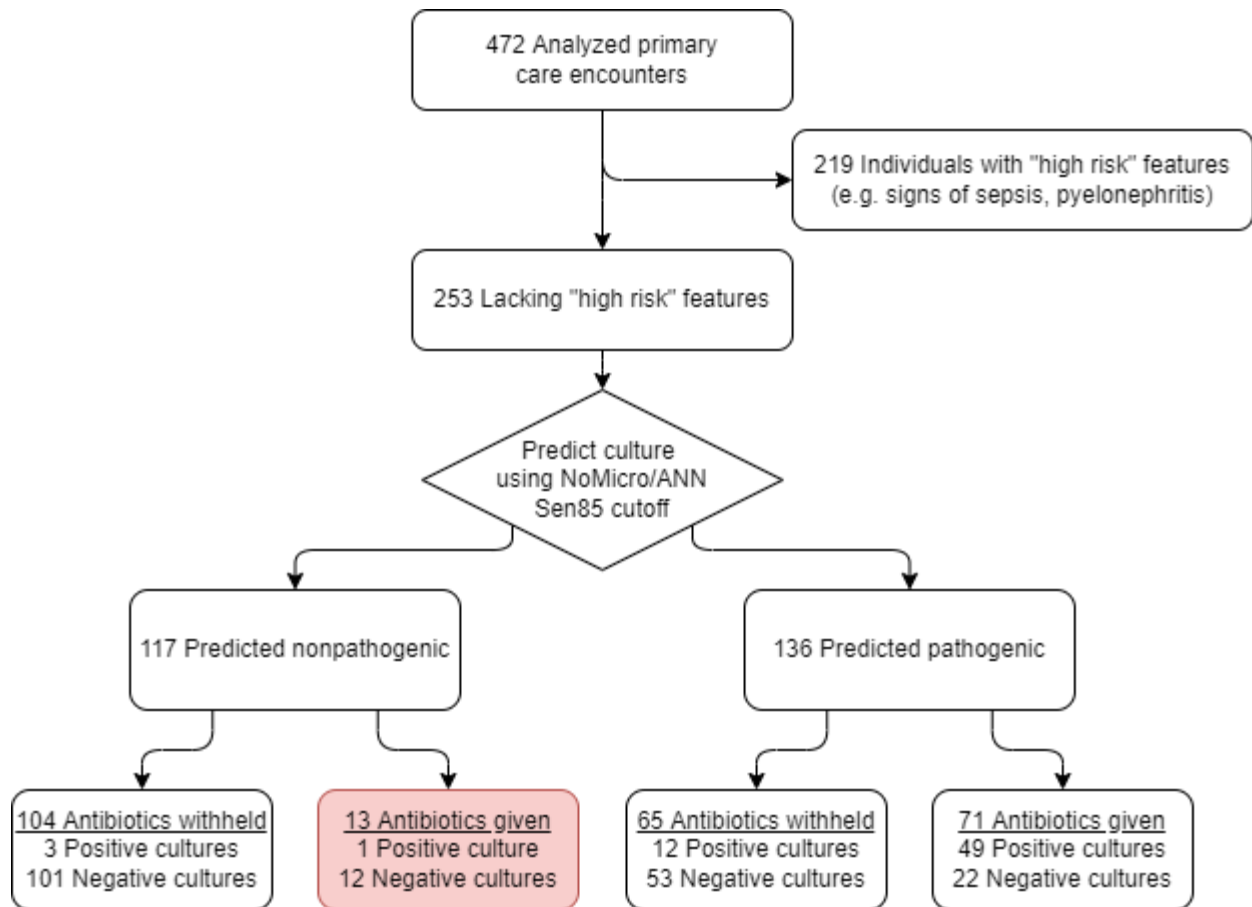 472 Analyzed primary
care encounters
219 Individuals with "high risk" features
(e.g. signs of sepsis, pyelonephritis)
253 Lacking "high risk" features
Predict culture
using NoMicro/ANN
Sen85 cutoff
117 Predicted nonpathogenic
136 Predicted pathogenic
104 Antibiotics withheld
3 Positive cultures
101 Negative cultures
13 Antibiotics given
1 Positive culture
12 Negative cultures
65 Antibiotics withheld
12 Positive cultures
53 Negative cultures
71 Antibiotics given
49 Positive cultures
22 Negative cultures